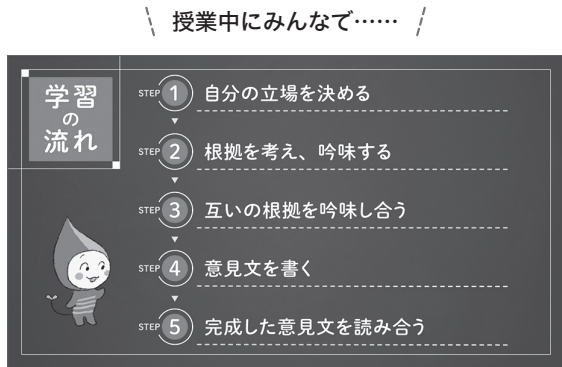 授業中にみんなで……
学習
の
流れ
STEP 1 自分の立場を決める
STEP 2 根拠を考え、吟味する
STEP 3 互いの根拠を吟味し合う
STEP 4 意見文を書く
STEP 5 完成した意見文を読み合う